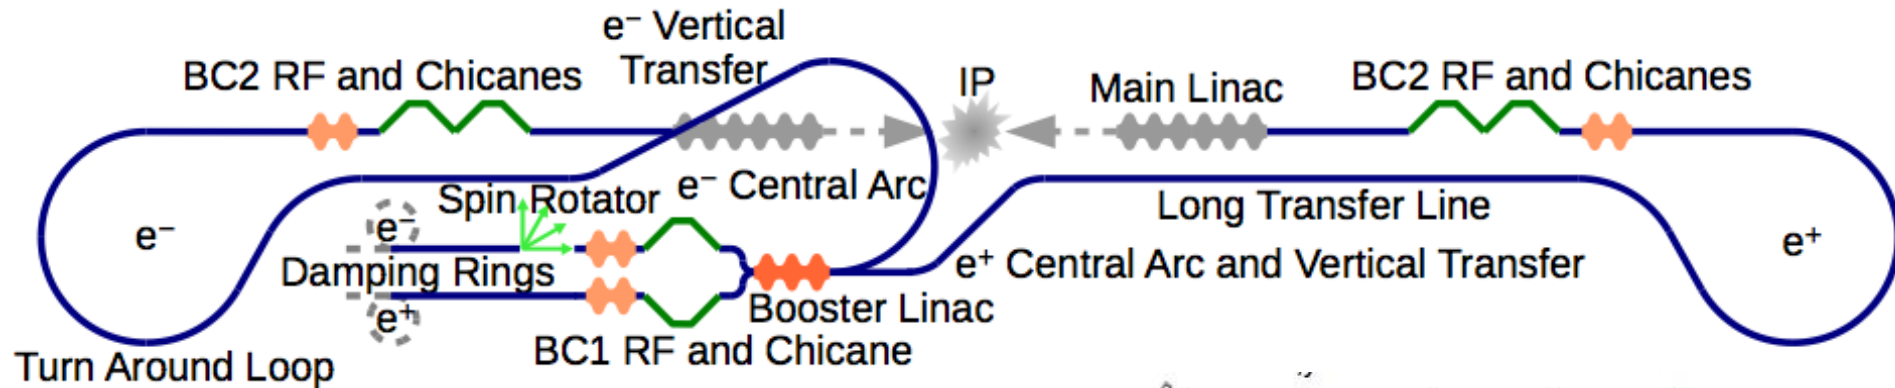 e⁻ Vertical
Transfer
BC2 RF and Chicanes
IP
Main Linac
BC2 RF and Chicanes
e⁻ Central Arc
Spin Rotator
Long Transfer Line
e⁻
e⁻
e⁺
Damping Rings
e⁺ Central Arc and Vertical Transfer
e⁺
Booster Linac
BC1 RF and Chicane
Turn Around Loop